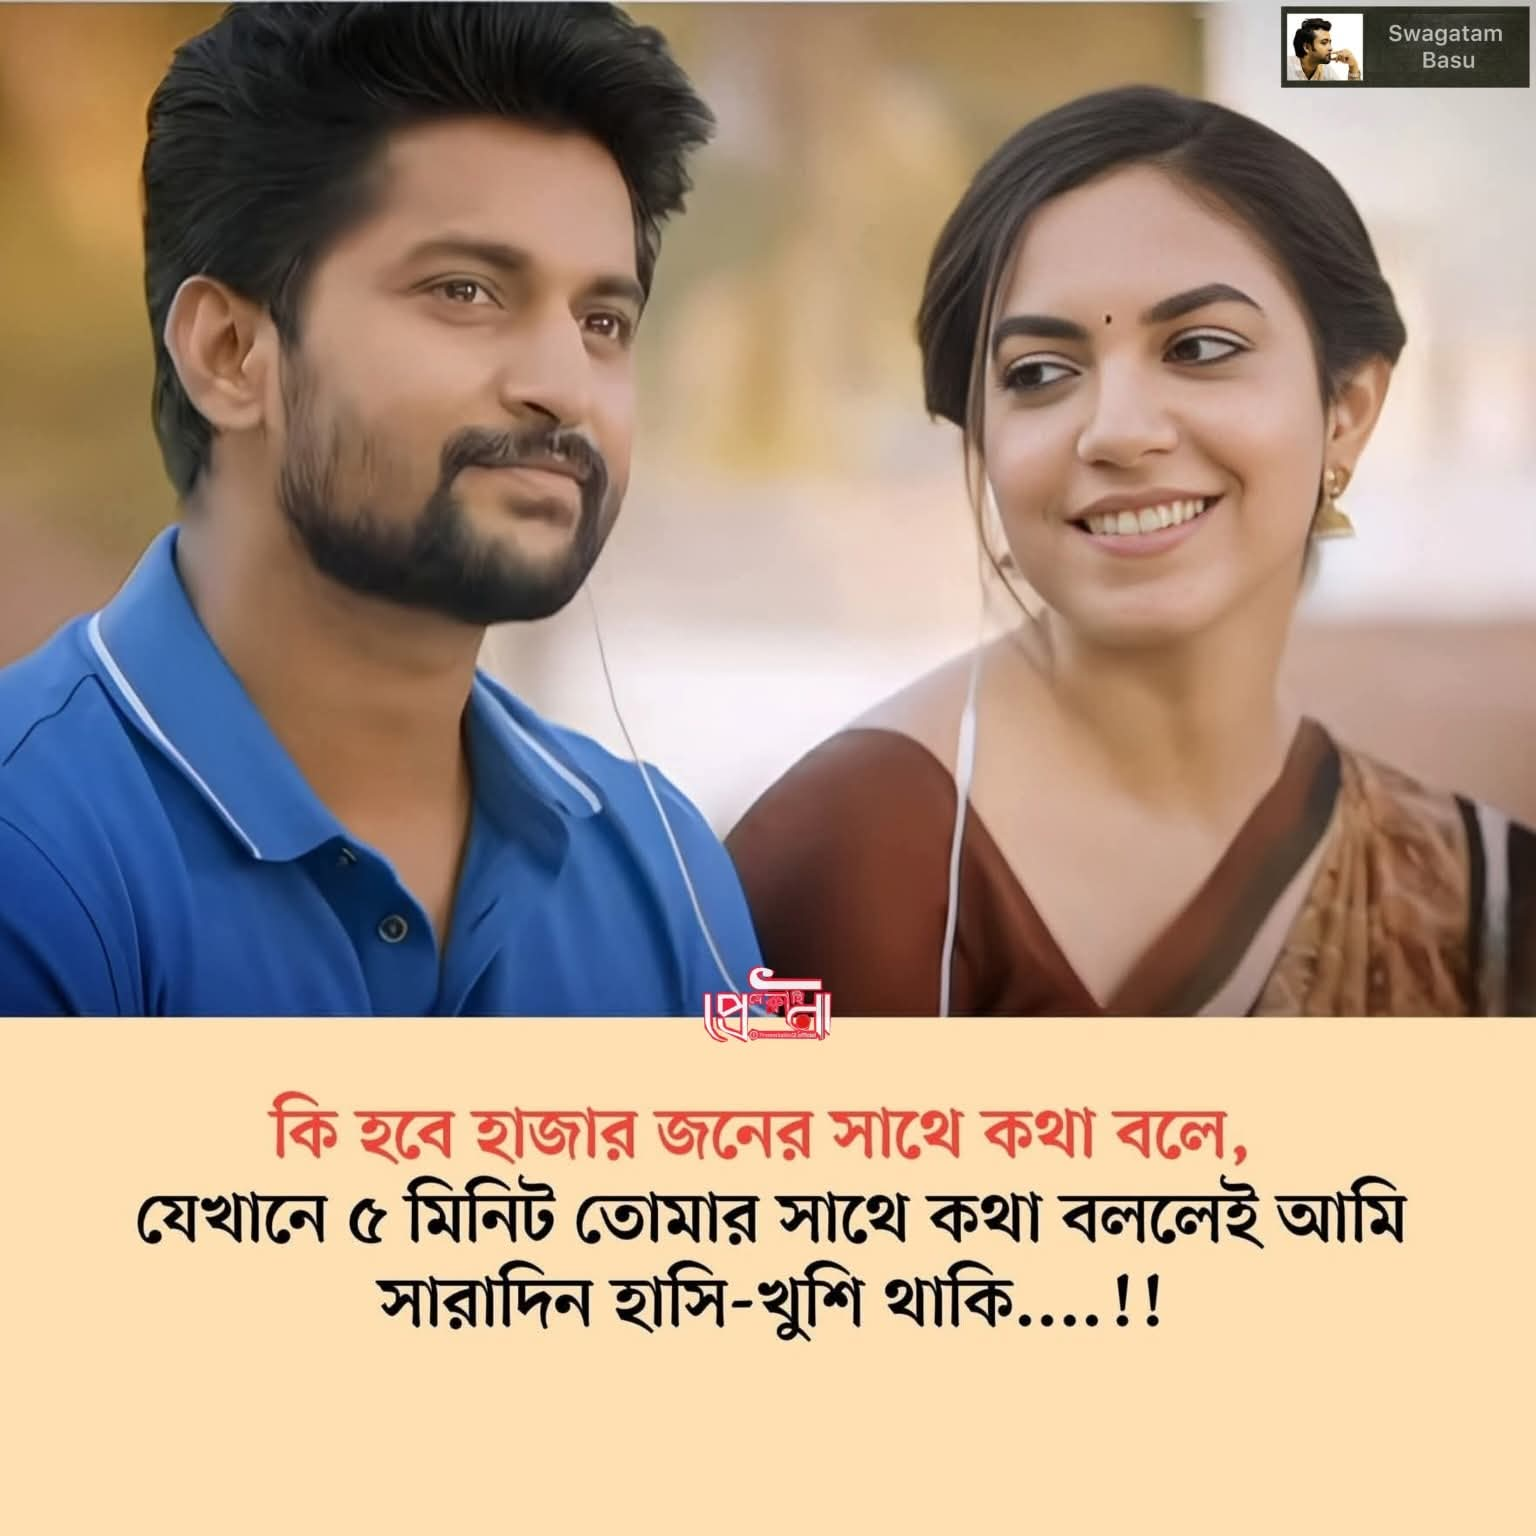 Swagatam
Basu
কি হবে হাজার জনের সাথে কথা বলে,
যেখানে ৫ মিনিট তোমার সাথে কথা বললেই আমি
সারাদিন হাসি-খুশি থাকি....!!